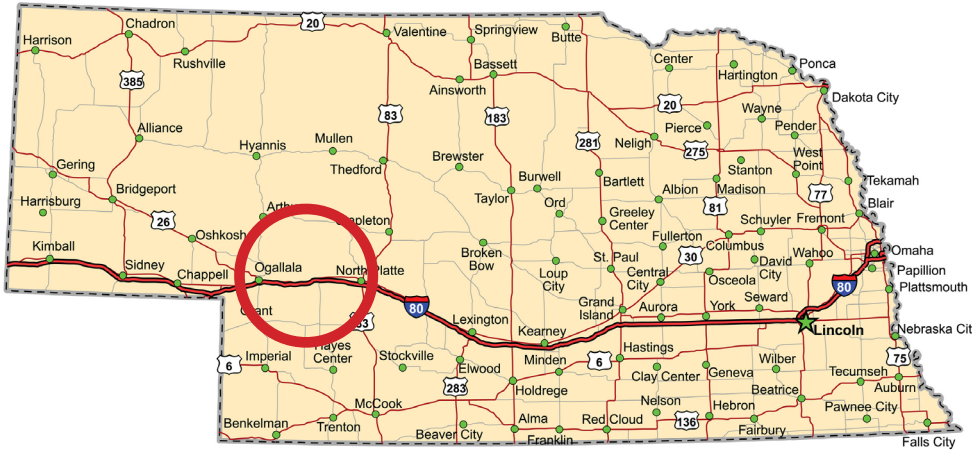 Harrison
Chadron
20
Rushville
Valentine
Springview
Butte
385
Bassett
Ainsworth
Center
Hartington
Ponca
Dakota City
83
183
20
Wayne
Pierce
Pender
Alliance
281
Neligh
275
Hyannis
Mullen
Thedford
Brewster
Stanton
West
Point
Gering
Bridgeport
Harrisburg
Taylor
Burwell
Bartlett
Albion
Madison
77
Tekamah
26
Ord
Greeley
Center
81
Schuyler
Fremont
Blair
Oshkosh
Kimball
Sidney
Chappell
Ogallala
North Platte
Broken
Bow
Fullerton
Columbus
30
St. Paul
Loup
City
Central
City
Osceola
David
City
Wahoo
Omaha
Papillion
Plattsmouth
80
80
Grand
Island
Aurora
York
Seward
Lexington
Kearney
Lincoln
Nebraska Cit
6
Imperial
Center
Stockville
Elwood
Minden
6
Hastings
Clay Center
Geneva
Wilber
75
283
Holdrege
Beatrice
Tecumseh
Auburn
McCook
Nelson
Hebron
Pawnee City
Benkelman
Trenton
Beaver City
Alma
Franklin
Red Cloud
136
Fairbury
Falls City